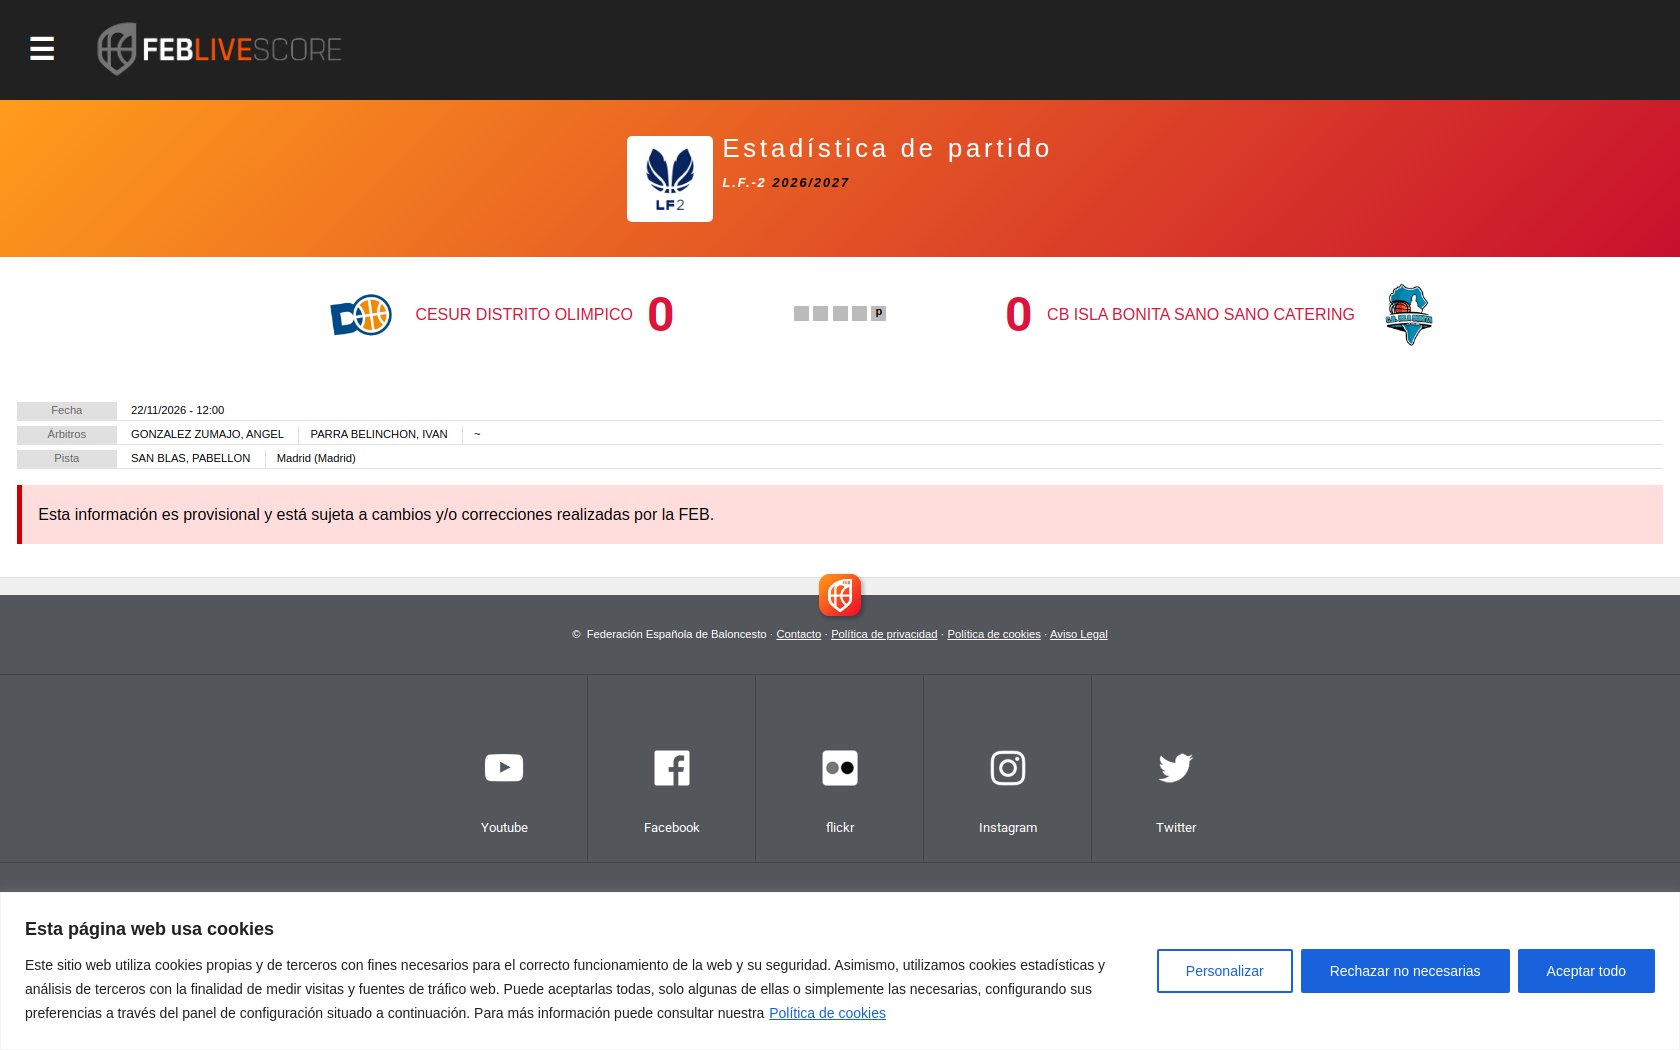 ☰ FEBLIVESCORE
Estadística de partido
LF2
L.F.-2 2026/2027
CESUR DISTRITO OLIMPICO 0
p
0 CB ISLA BONITA SANO SANO CATERING
Fecha 22/11/2026 - 12:00
Árbitros GONZALEZ ZUMAJO, ANGEL PARRA BELINCHON, IVAN ~
Pista SAN BLAS, PABELLON Madrid (Madrid)
Esta información es provisional y está sujeta a cambios y/o correcciones realizadas por la FEB.
© Federación Española de Baloncesto · Contacto · Política de privacidad · Política de cookies · Aviso Legal
Youtube Facebook flickr Instagram Twitter
Esta página web usa cookies
Este sitio web utiliza cookies propias y de terceros con fines necesarios para el correcto funcionamiento de la web y su seguridad. Asimismo, utilizamos cookies estadísticas y
análisis de terceros con la finalidad de medir visitas y fuentes de tráfico web. Puede aceptarlas todas, solo algunas de ellas o simplemente las necesarias, configurando sus
preferencias a través del panel de configuración situado a continuación. Para más información puede consultar nuestra Política de cookies
Personalizar Rechazar no necesarias Aceptar todo